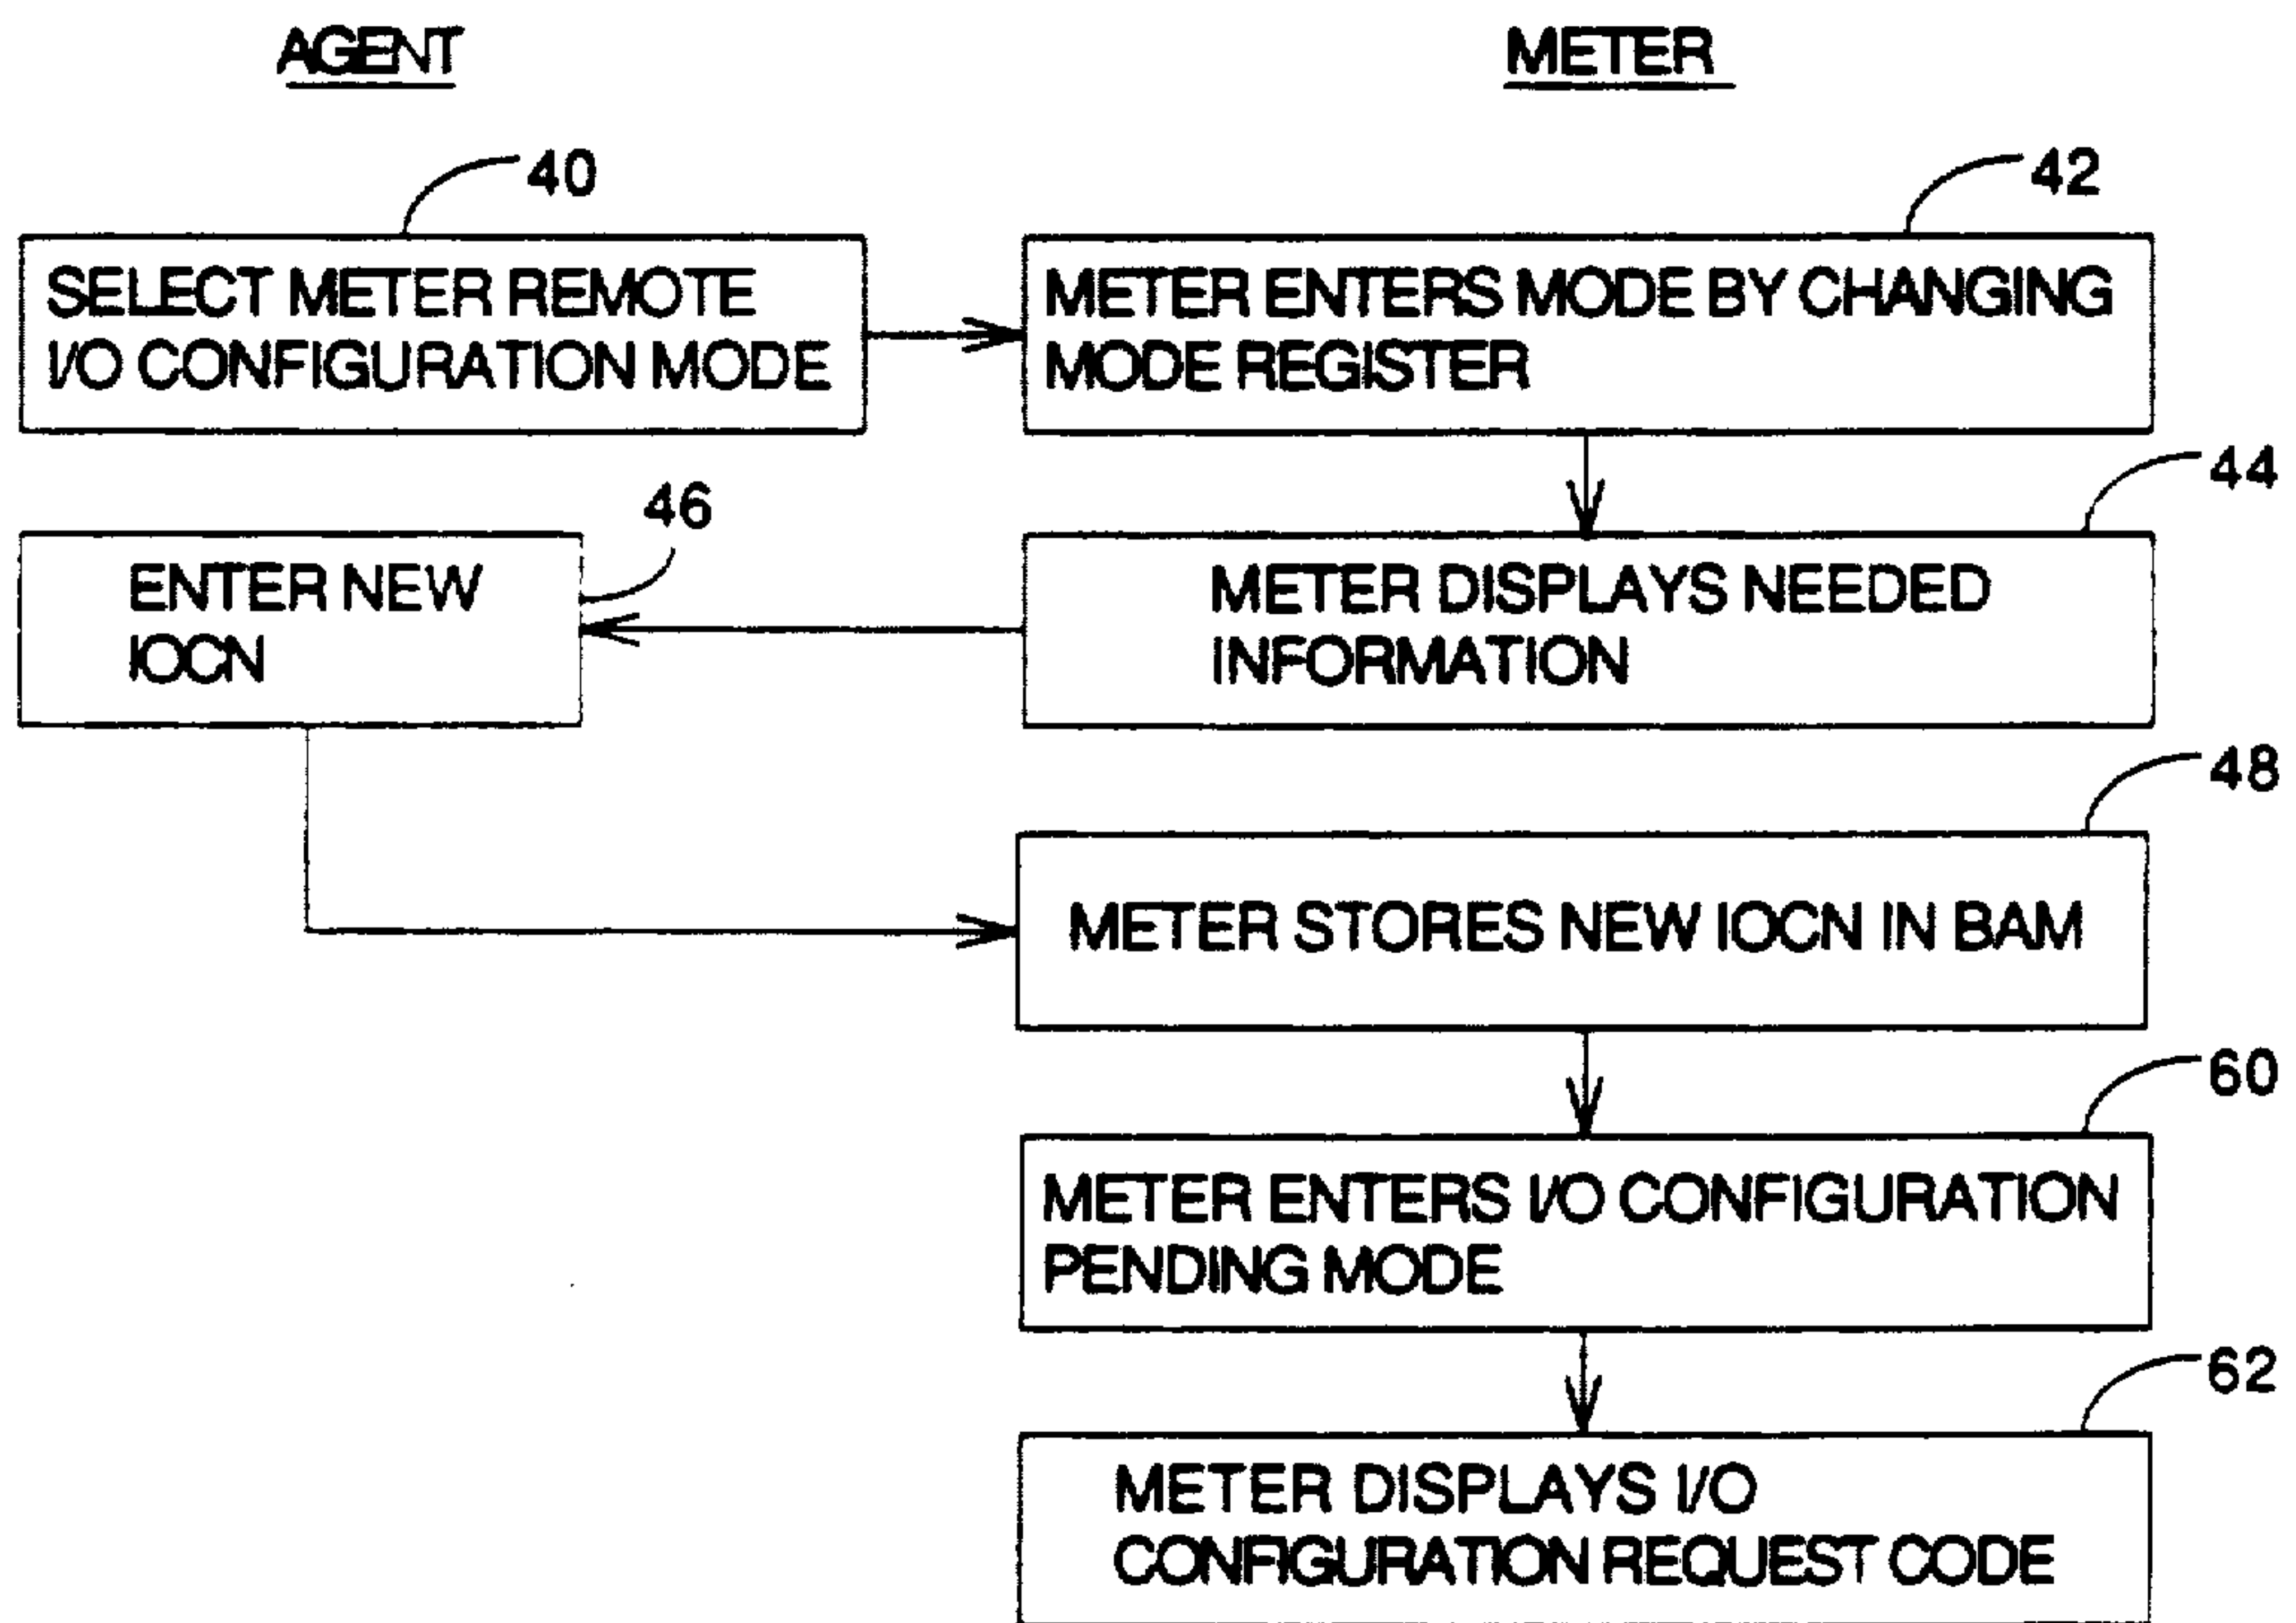 AGENT
METER
40
42
SELECT METER REMOTE
I/O CONFIGURATION MODE
METER ENTERS MODE BY CHANGING
MODE REGISTER
44
46
ENTER NEW
IOCN
METER DISPLAYS NEEDED
INFORMATION
48
METER STORES NEW IOCN IN BAM
60
METER ENTERS I/O CONFIGURATION
PENDING MODE
62
METER DISPLAYS I/O
CONFIGURATION REQUEST CODE